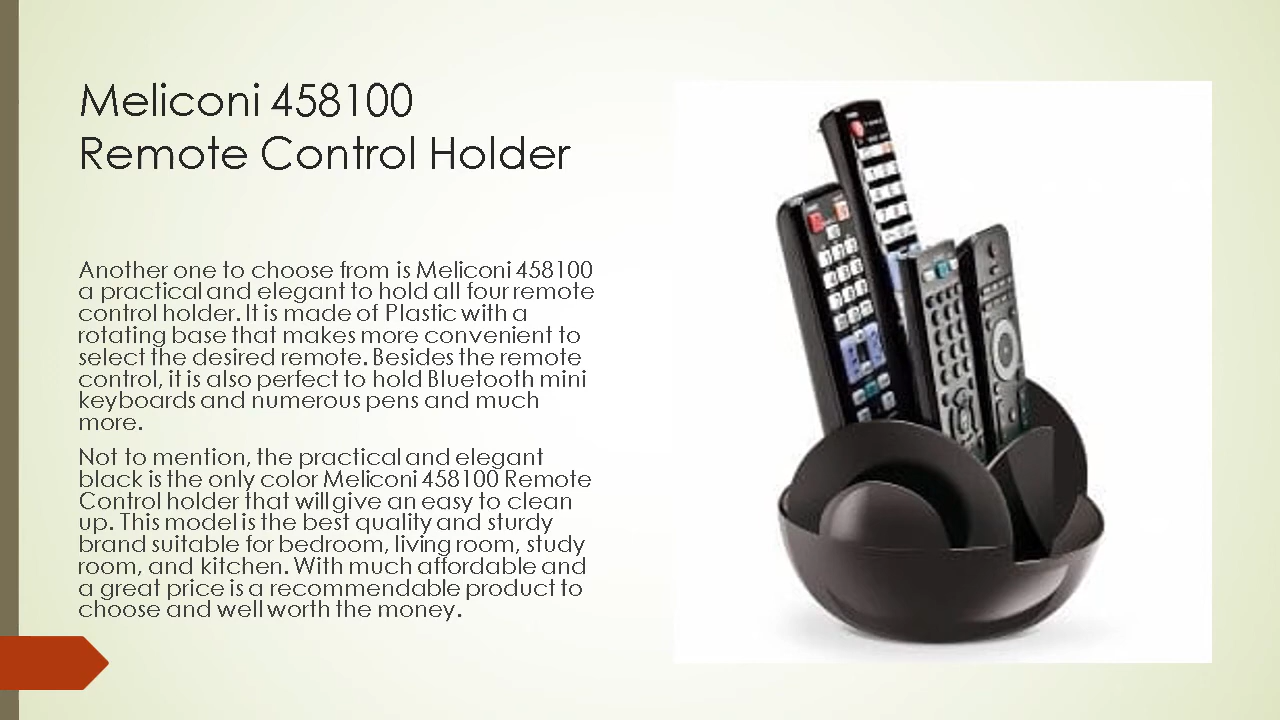 Meliconi 458100
Remote Control Holder
Another one to choose from is Meliconi 458100
a practical and elegant to hold all four remote
control holder. It is made of Plastic with a
rotating base that makes more convenient to
select the desired remote. Besides the remote
control, it is also perfect to hold Bluetooth mini
keyboards and numerous pens and much
more.
Not to mention, the practical and elegant
black is the only color Meliconi 458100 Remote
Control holder that will give an easy to clean
up. This model is the best quality and sturdy
brand suitable for bedroom, living room, study
room, and kitchen. With much affordable and
a great price is a recommendable product to
choose and well worth the money.